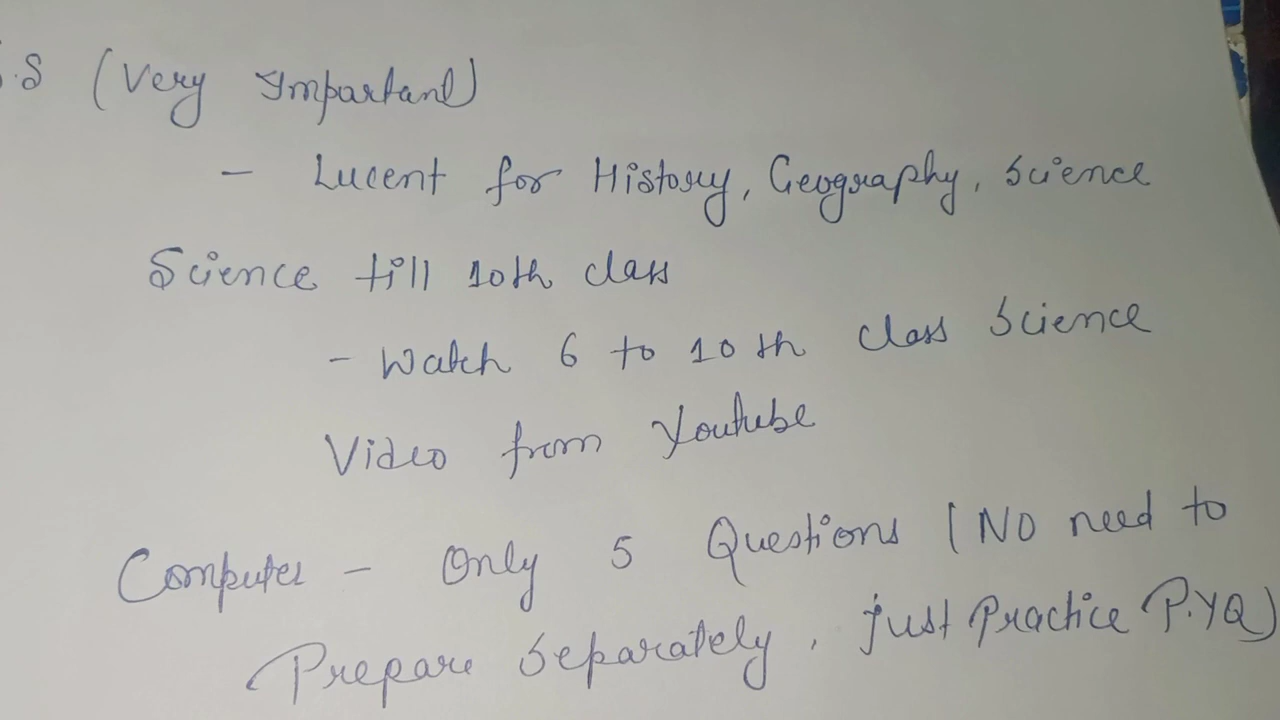 .S (Very Important)
- Lucent for History, Geography, Science
Science till 10th class
- Watch 6 to 10th class Science
Video from Youtube
Computer - Only 5 Questions (No need to
Prepare Separately, just Practice P.YQ)